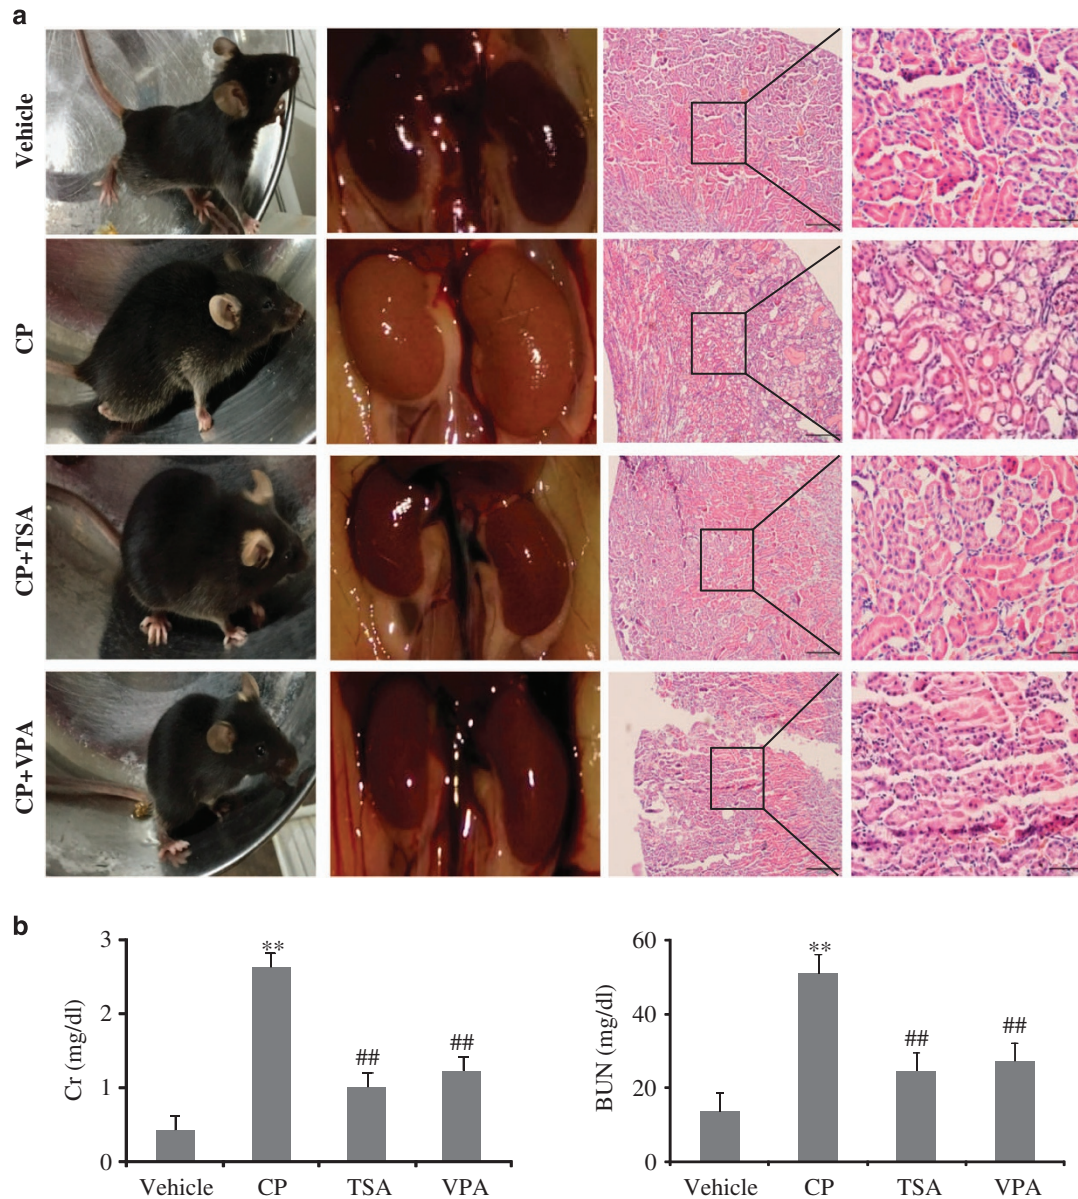 a
Vehicle
CP
CP+TSA
CP+VPA
b
Cr (mg/dl)
3
2
1
0
**
##
##
Vehicle CP TSA VPA
BUN (mg/dl)
60
40
20
0
**
##
##
Vehicle CP TSA VPA